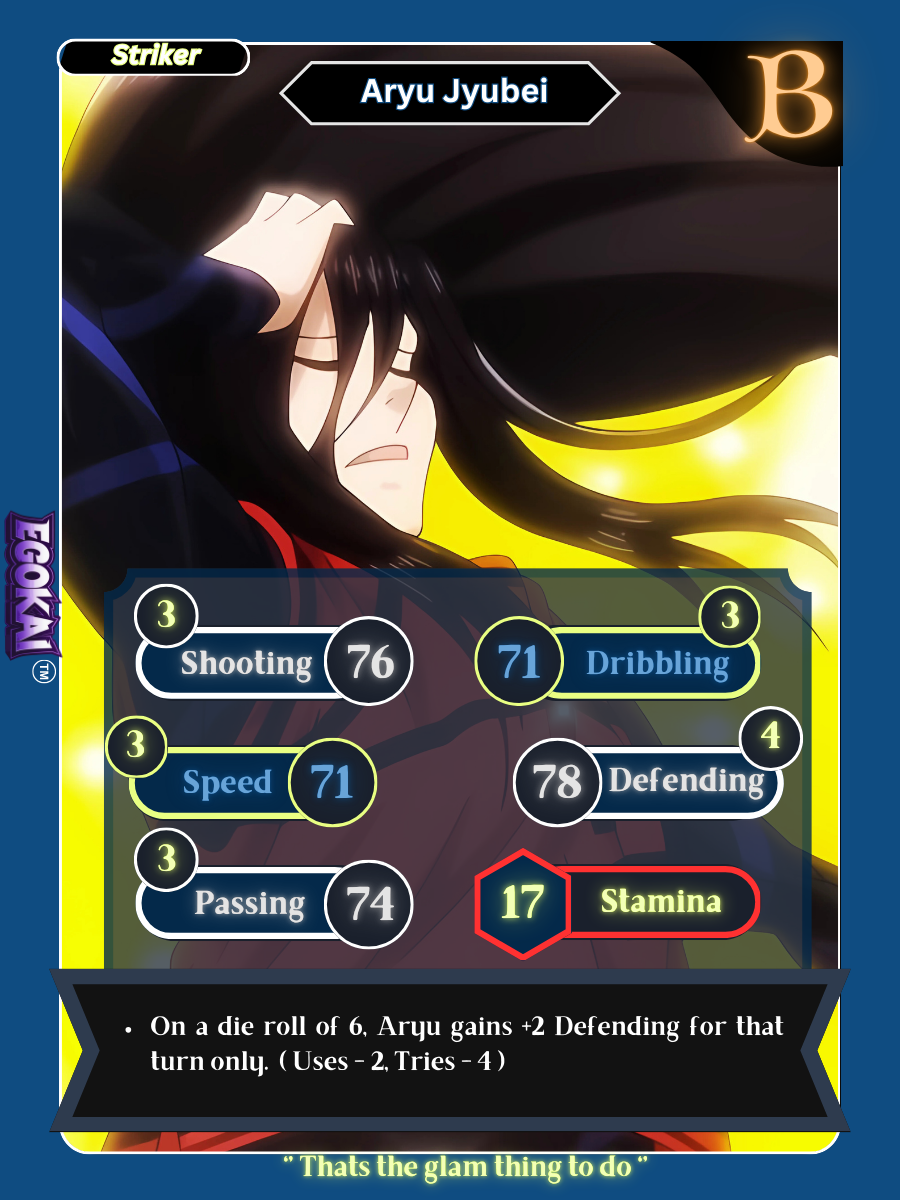 Striker
Aryu Jyubei
B
EGOKAI
TM
3
Shooting 76
3
71 Dribbling
3
Speed 71
4
78 Defending
3
Passing 74
17 Stamina
• On a die roll of 6, Aryu gains +2 Defending for that
turn only. ( Uses - 2, Tries - 4 )
“ Thats the glam thing to do “